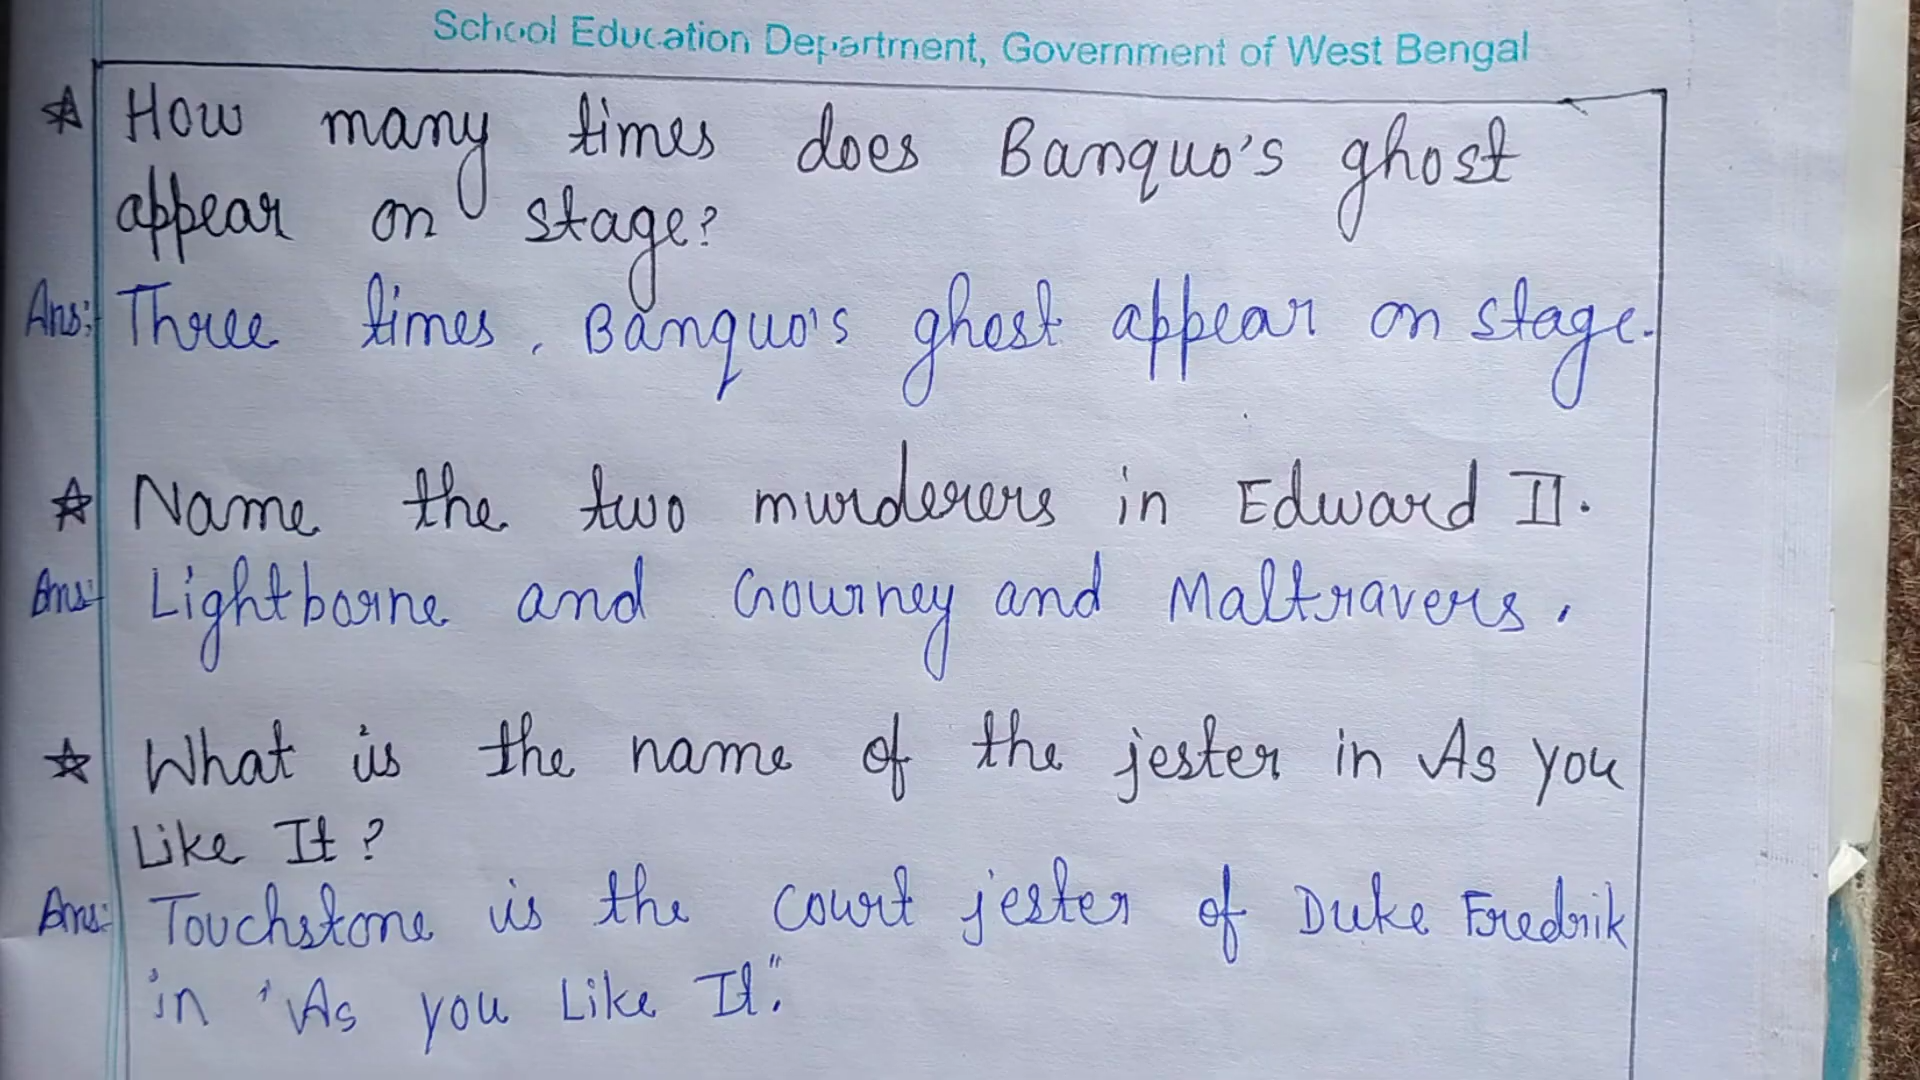 School Education Department, Government of West Bengal
How many times does Banquo's ghost
appear on stage?
Ans: Three times, Banquo's ghost appear on stage.
Name the two murderers in Edward II.
Ans: Lightborne and Gourney and Maltravers.
What is the name of the jester in As you
Like It?
Ans: Touchstone is the court jester of Duke Fredrik
in 'As you Like It."